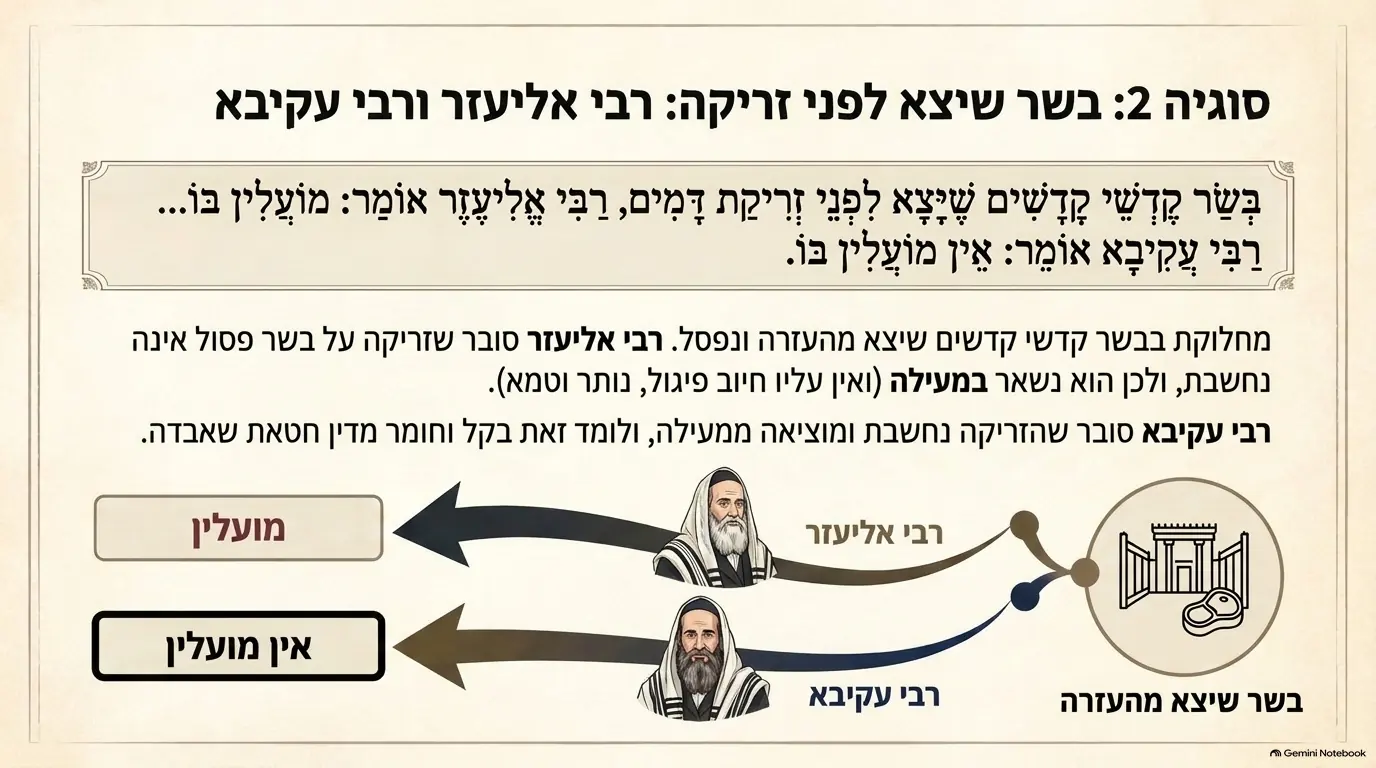 סוגיה 2: בשר שיצא לפני זריקה: רבי אליעזר ורבי עקיבא
בְּשַׂר קֶדְשֵׁי קָדָשִׁים שֶׁיָּצָא לִפְנֵי זְרִיקַת דָּמִים, רַבִּי אֱלִיעֶזֶר אוֹמַר: מוֹעֲלִין בּוֹ...
רַבִּי עֲקִיבָא אוֹמֵר: אֵין מוֹעֲלִין בּוֹ.
מחלוקת בבשר קדשי קדשים שיצא מהעזרה ונפסל. רבי אליעזר סובר שזריקה על בשר פסול אינה
נחשבת, ולכן הוא נשאר במעילה (ואין עליו חיוב פיגול, נותר וטמא).
רבי עקיבא סובר שהזריקה נחשבת ומוציאה ממעילה, ולומד זאת בקל וחומר מדין חטאת שאבדה.
רבי אליעזר
מועלין
רבי עקיבא
אין מועלין
בשר שיצא מהעזרה
Gemini Notebook